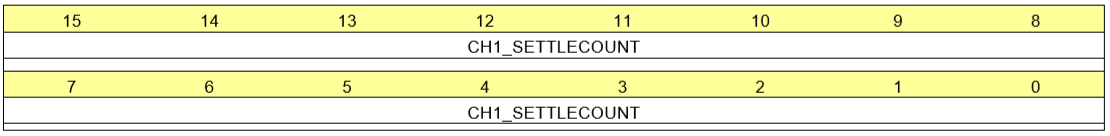 15 14 13 12 11 10 9 8
CH1_SETTLECOUNT
7 6 5 4 3 2 1 0
CH1_SETTLECOUNT